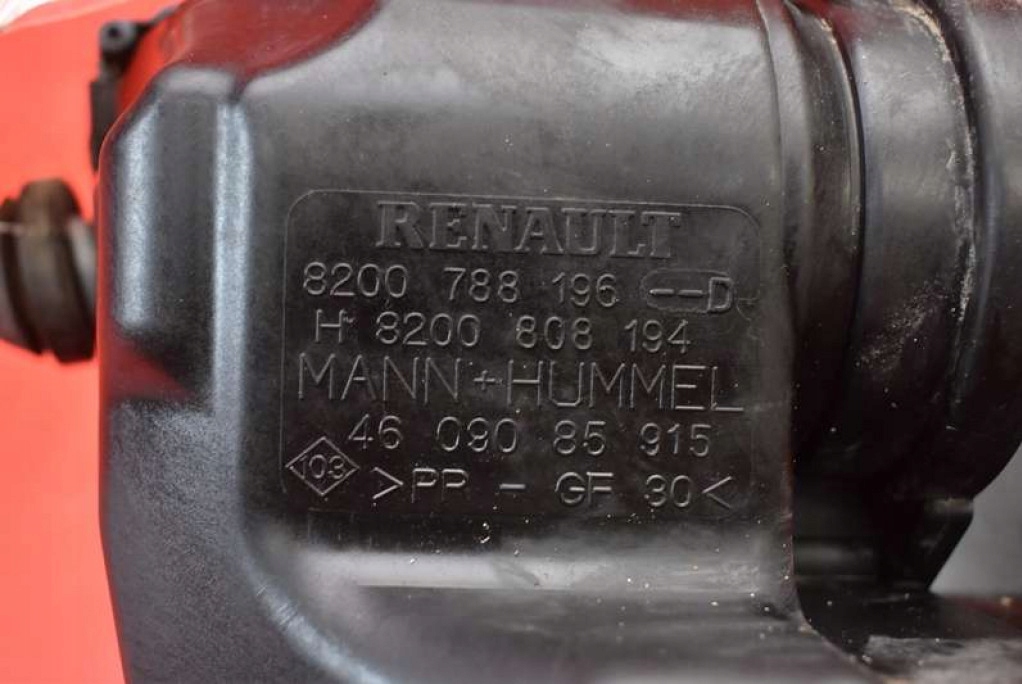 RENAULT
8200 788 196 --D
H 8200 808 194
MANN+HUMMEL
46 090 85 915
103 >PP - GF 30<